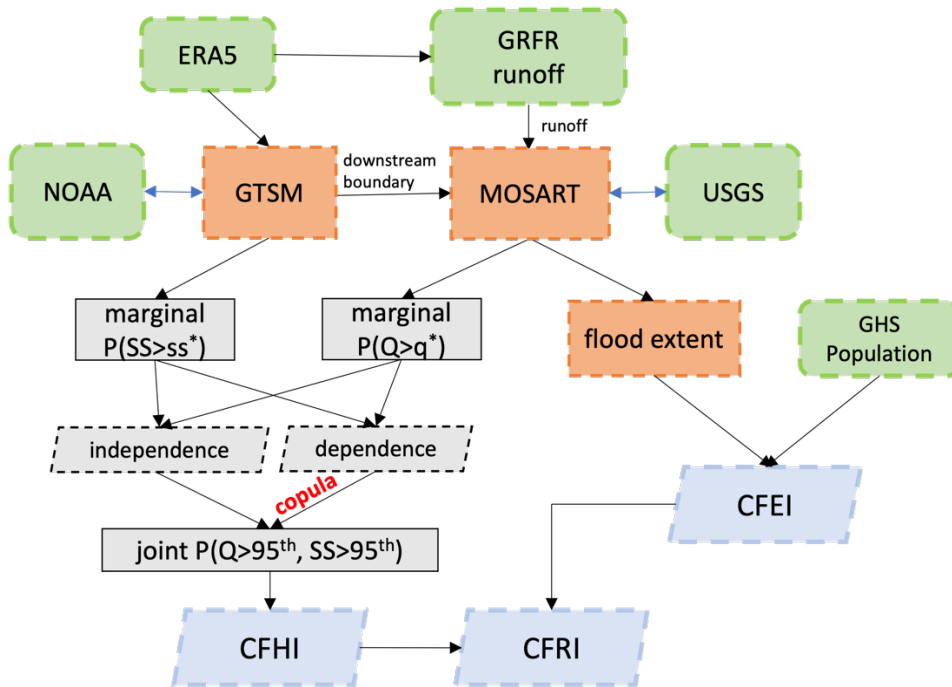 ERA5
GRFR
runoff
runoff
NOAA
GTSM
downstream
boundary
MOSART
USGS
marginal
P(SS>ss*)
marginal
P(Q>q*)
flood extent
GHS
Population
independence
dependence
copula
CFEI
joint P(Q>95th, SS>95th)
CFHI
CFRI